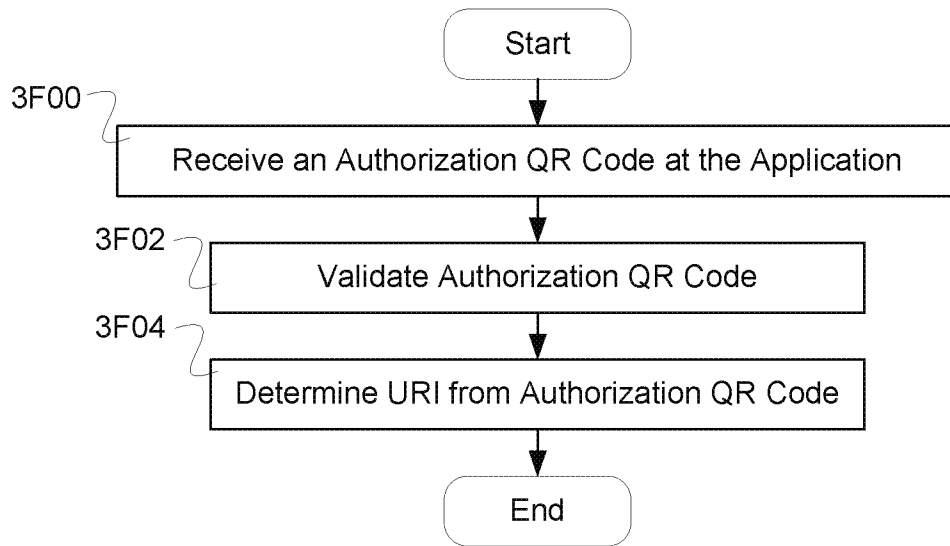 Start
3F00
Receive an Authorization QR Code at the Application
3F02
Validate Authorization QR Code
3F04
Determine URI from Authorization QR Code
End